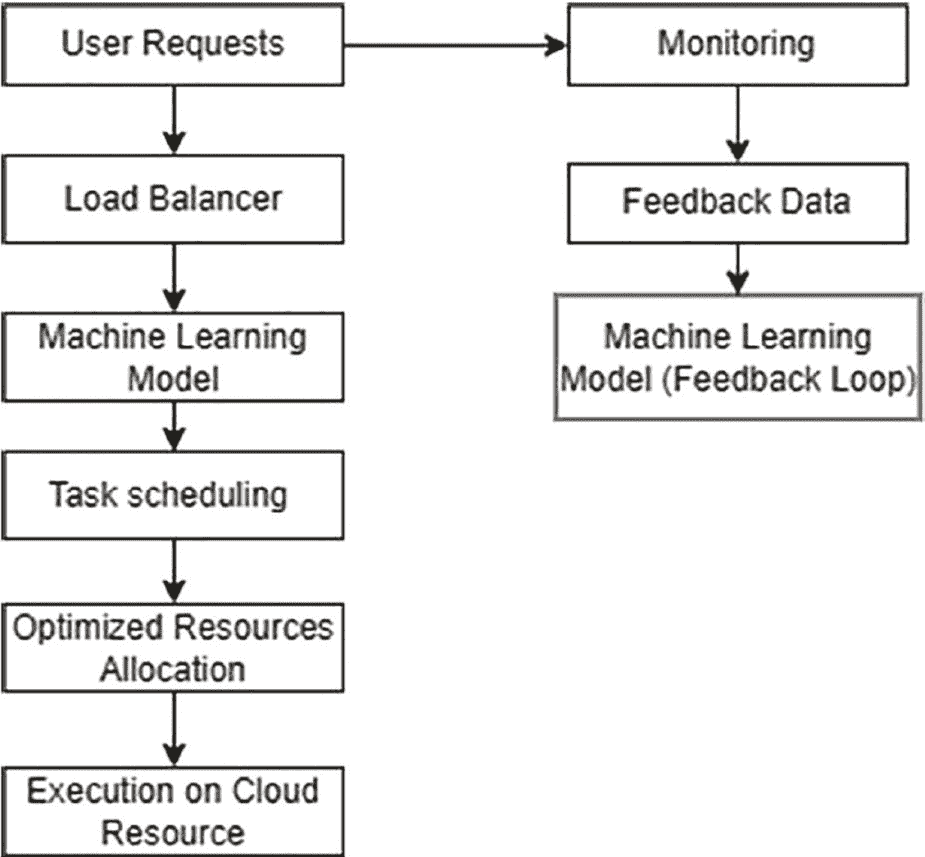 User Requests
Monitoring
Load Balancer
Feedback Data
Machine Learning
Model
Machine Learning
Model (Feedback Loop)
Task scheduling
Optimized Resources
Allocation
Execution on Cloud
Resource